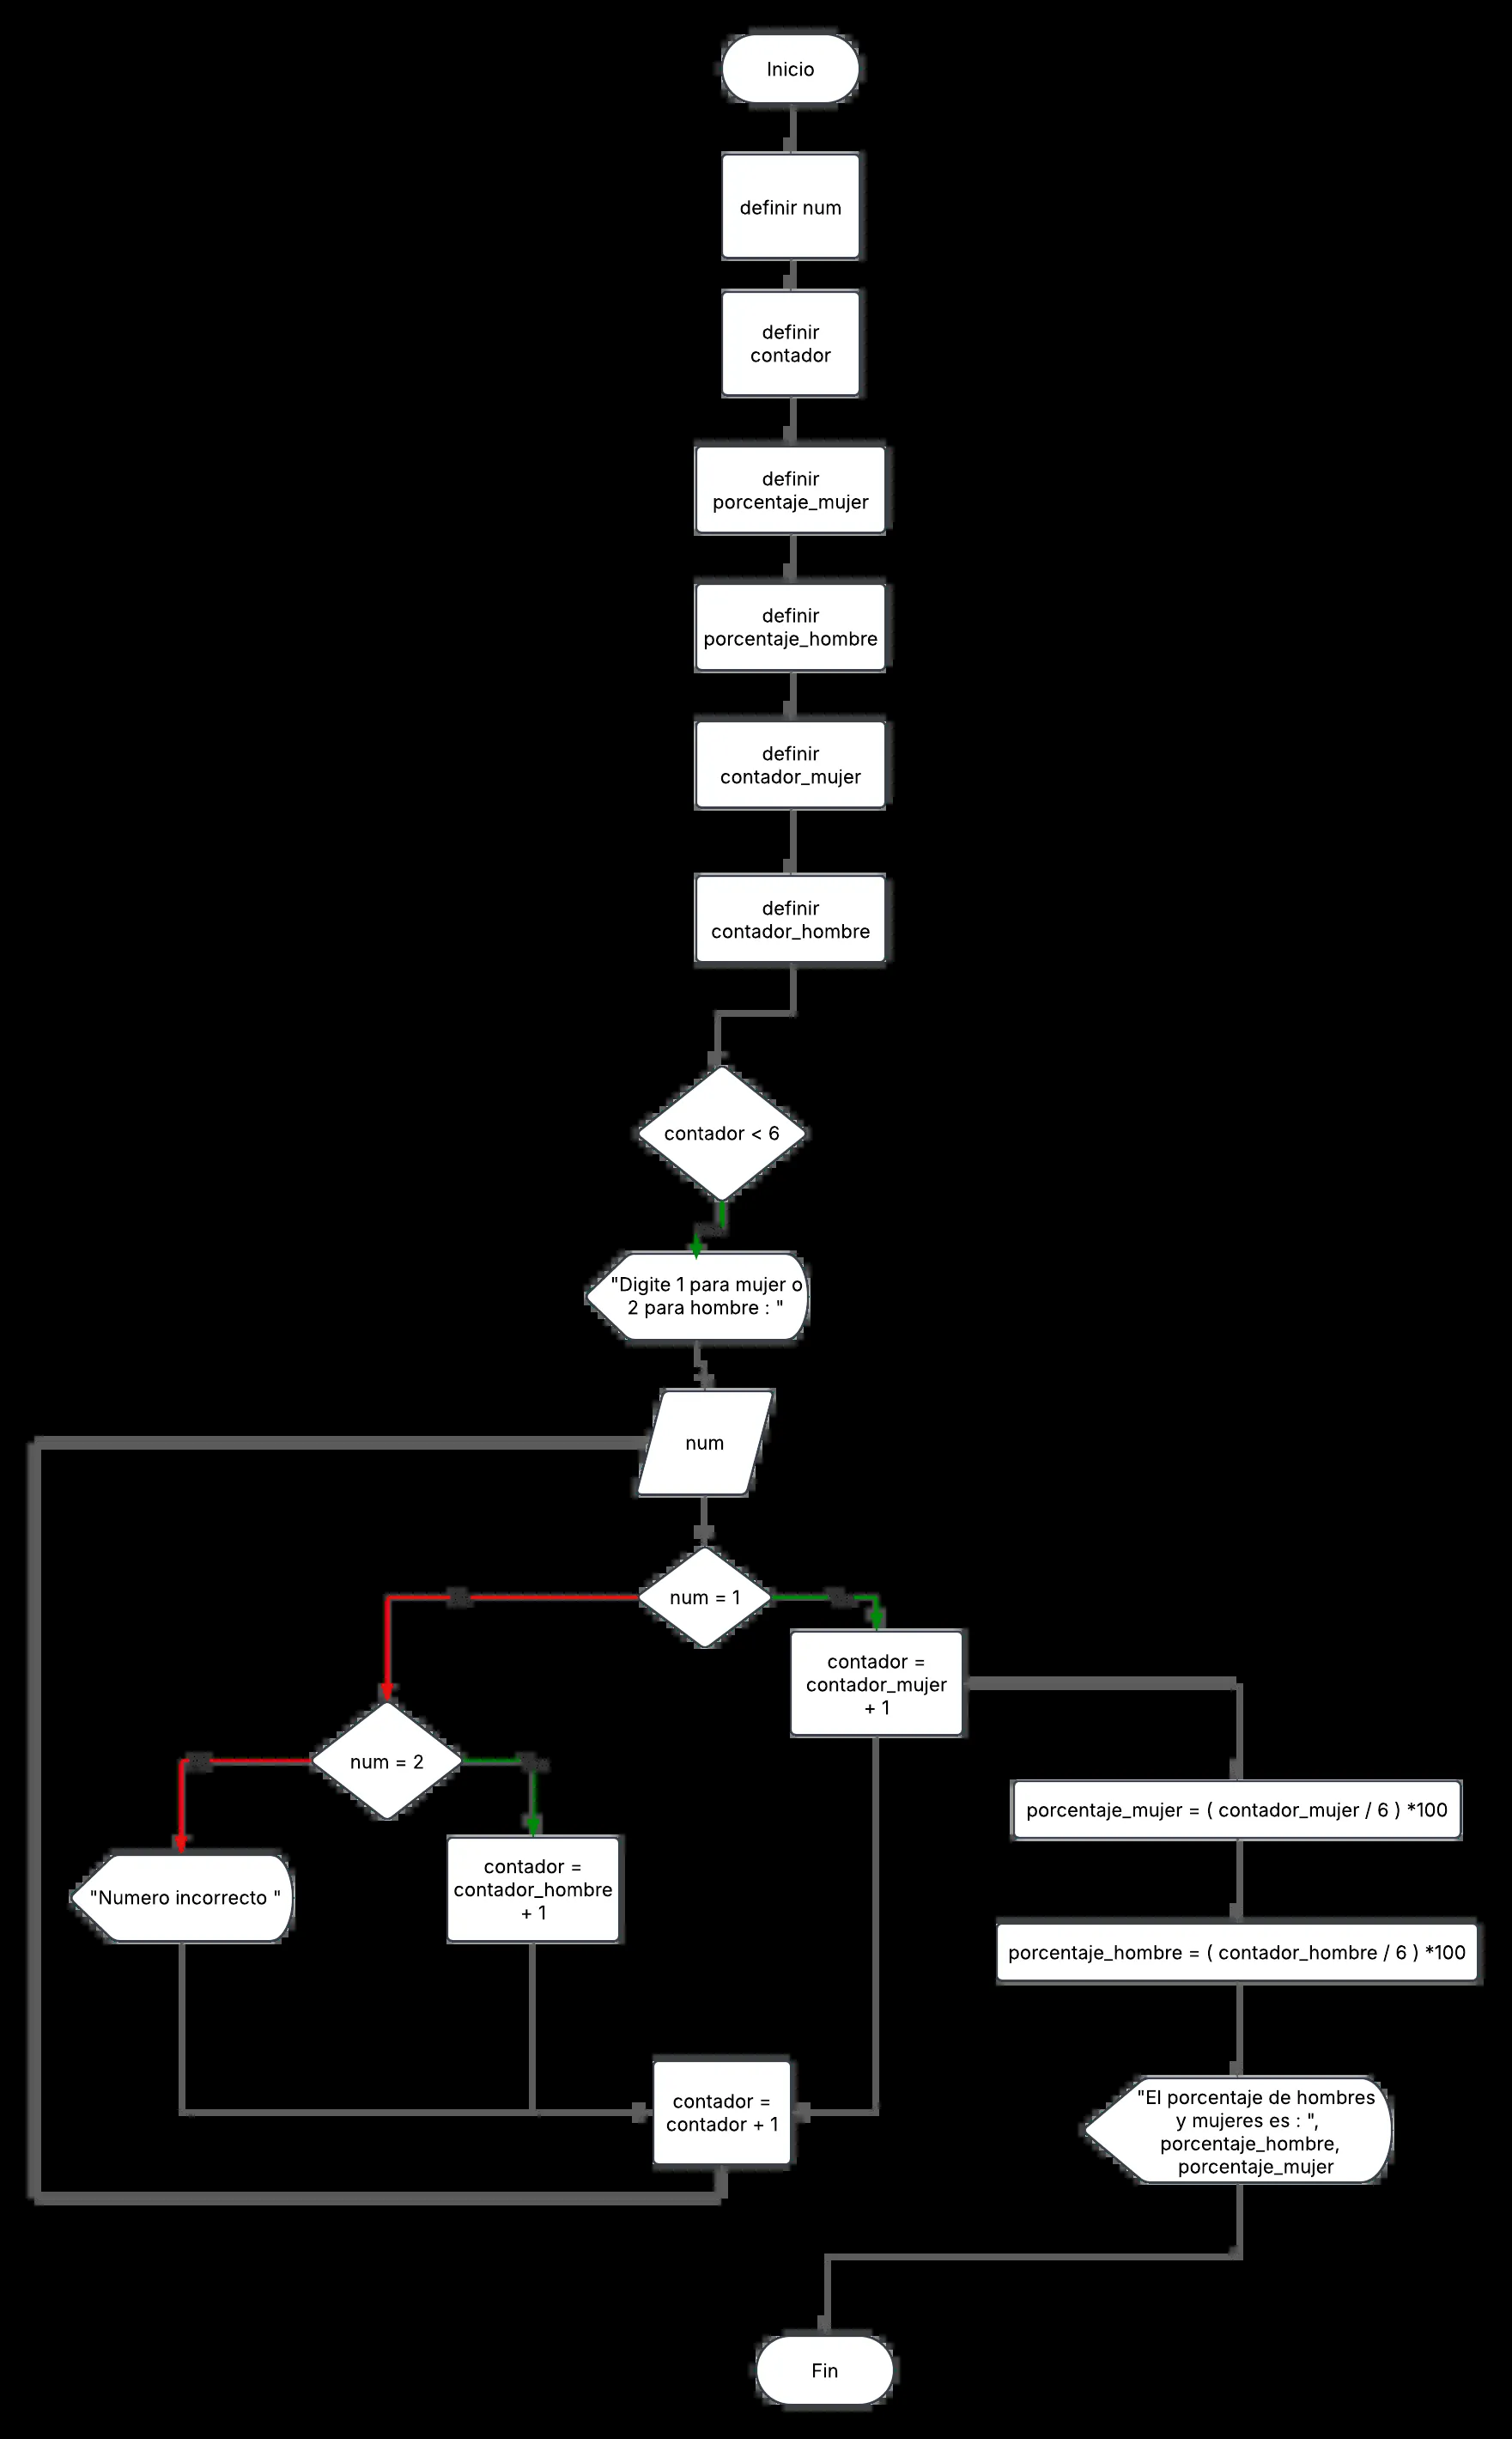 Inicio
definir num
definir
contador
definir
porcentaje_mujer
definir
porcentaje_hombre
definir
contador_mujer
definir
contador_hombre
contador < 6
"Digite 1 para mujer o
2 para hombre : "
num
num = 1
contador =
contador_mujer
+ 1
num = 2
porcentaje_mujer = ( contador_mujer / 6 ) *100
"Numero incorrecto "
contador =
contador_hombre
+ 1
porcentaje_hombre = ( contador_hombre / 6 ) *100
contador =
contador + 1
"El porcentaje de hombres
y mujeres es : ",
porcentaje_hombre,
porcentaje_mujer
Fin